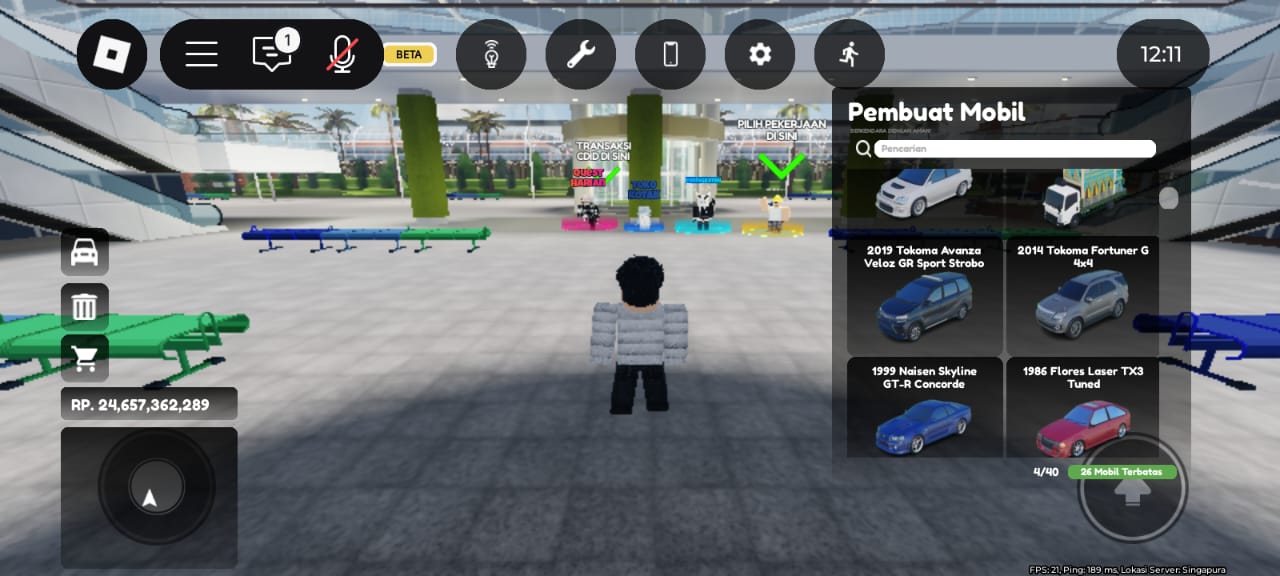 1
BETA
12:11
Pembuat Mobil
BERKENDARA DENGAN AMAN!
Pencarian
PILIH PEKERJAAN
DI SINI
TRANSAKSI
CDID DI SINI
QUEST
HARIAN
TOKO
2019 Tokoma Avanza
Veloz GR Sport Strobo
2014 Tokoma Fortuner G
4x4
1999 Naisen Skyline
GT-R Concorde
1986 Flores Laser TX3
Tuned
RP. 24,657,362,289
4/40
26 Mobil Terbatas
FPS: 21, Ping: 189 ms, Lokasi Server: Singapura